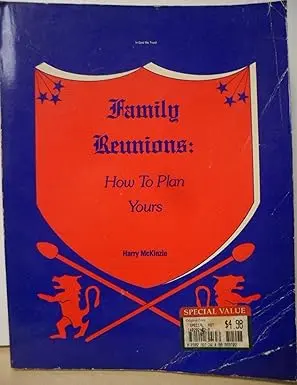 In God We Trust
Family
Reunions:
How To Plan
Yours
Harry McKinzie
SPECIAL VALUE
$4.98